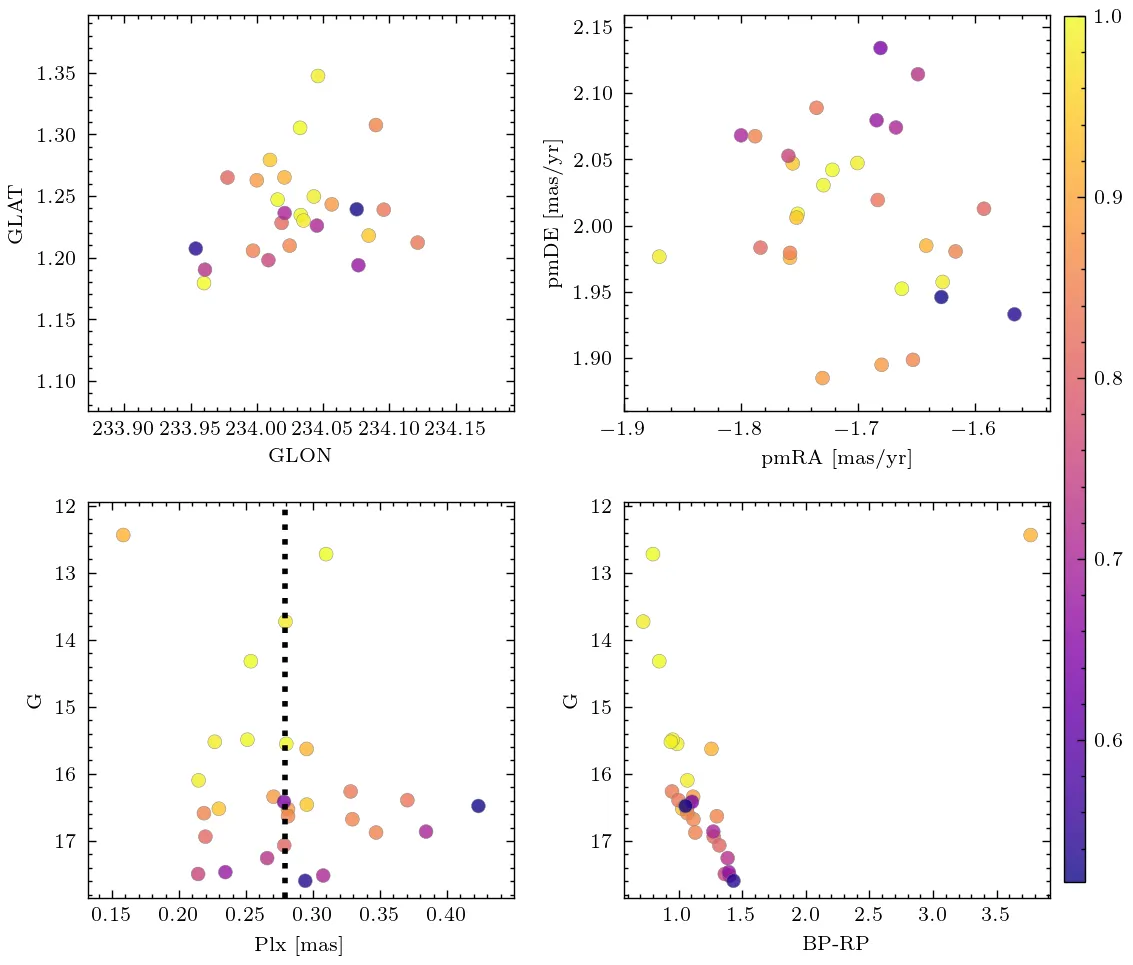 1.35
1.30
1.25
1.20
1.15
1.10
GLAT
233.90 233.95 234.00 234.05 234.10 234.15
GLON
2.15
2.10
2.05
2.00
1.95
1.90
pmDE [mas/yr]
−1.9 −1.8 −1.7 −1.6
pmRA [mas/yr]
1.0
0.9
0.8
0.7
0.6
12
13
14
15
16
17
G
0.15 0.20 0.25 0.30 0.35 0.40
Plx [mas]
12
13
14
15
16
17
G
1.0 1.5 2.0 2.5 3.0 3.5
BP-RP